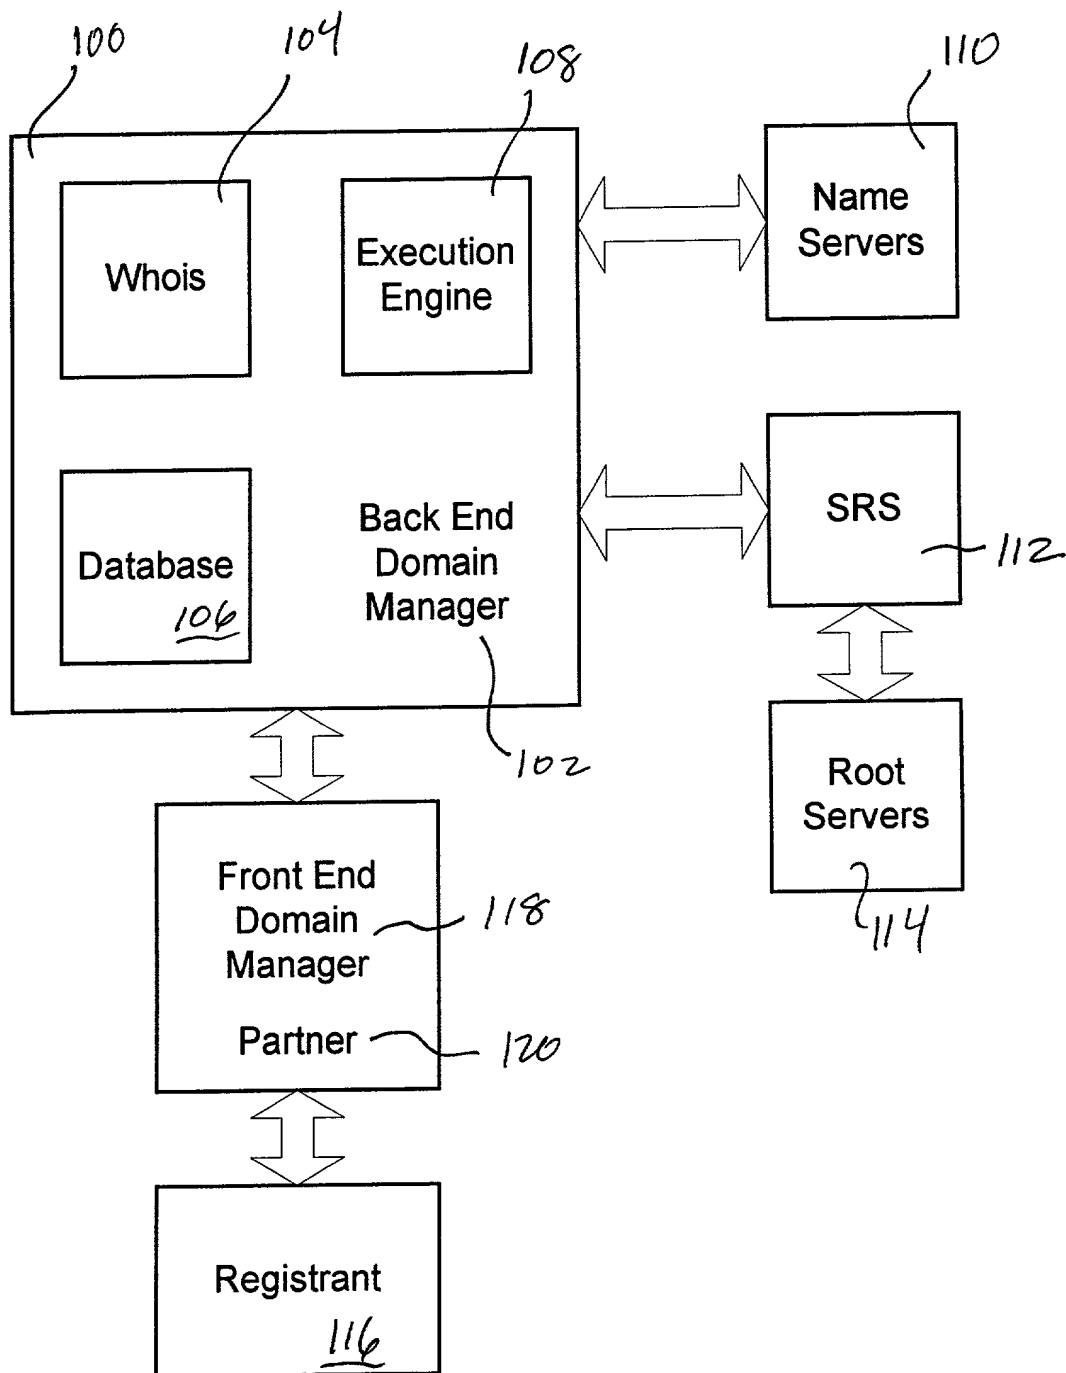 100
104
108
110
Whois
Execution
Engine
Name
Servers
Database
106
Back End
Domain
Manager
102
SRS
112
Root
Servers
114
Front End
Domain
Manager
118
Partner
120
Registrant
116